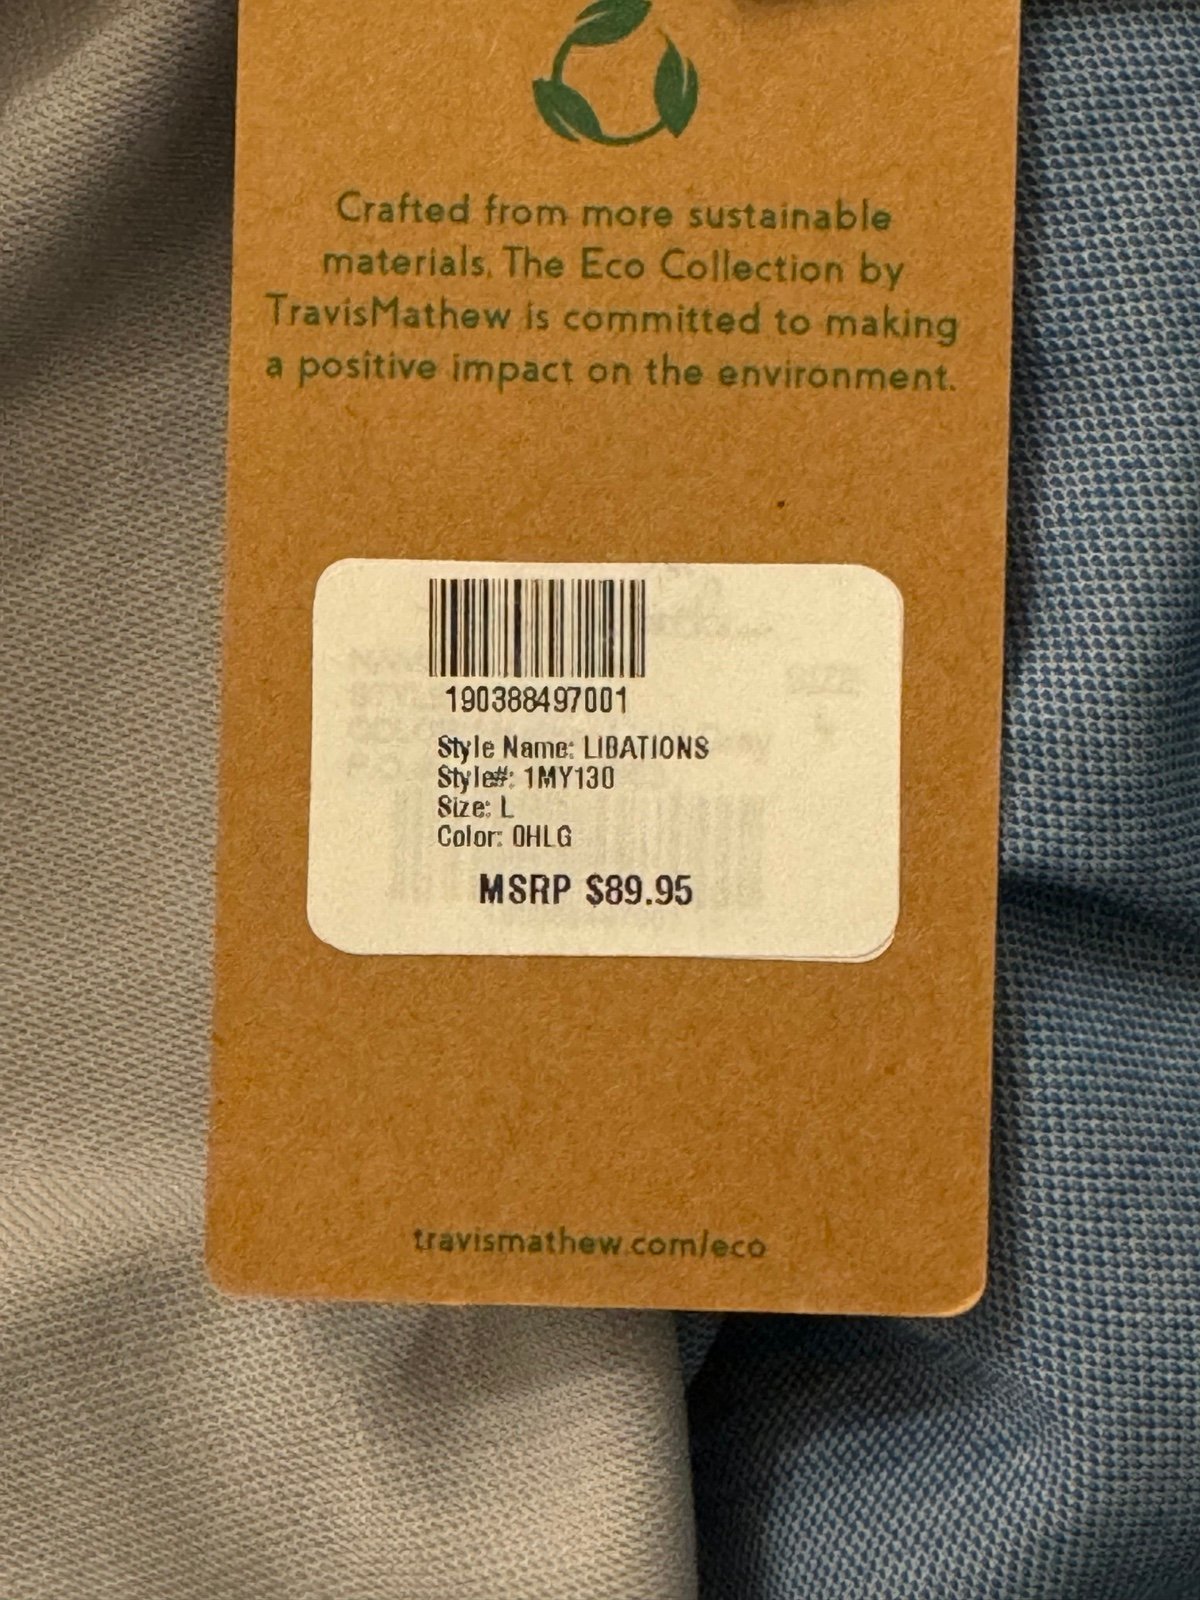 Crafted from more sustainable
materials. The Eco Collection by
TravisMathew is committed to making
a positive impact on the environment.
190388497001
Style Name: LIBATIONS
Style#: 1MY130
Size: L
Color: 0HLG
MSRP $89.95
travismathew.com/eco